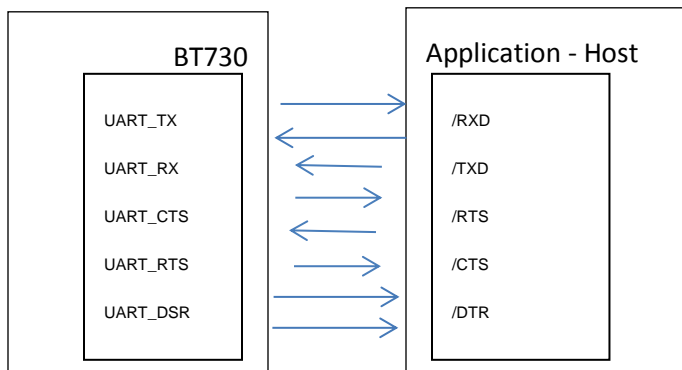 BT730
UART_TX
UART_RX
UART_CTS
UART_RTS
UART_DSR
Application - Host
/RXD
/TXD
/RTS
/CTS
/DTR